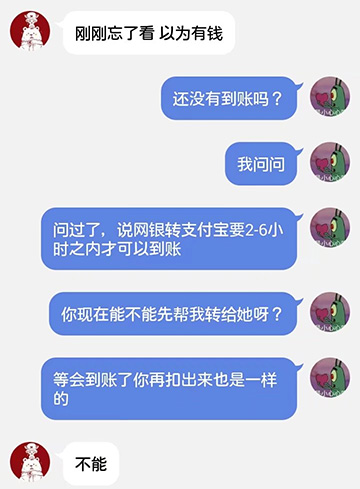 刚刚忘了看 以为有钱
还没有到账吗？
我问问
问过了，说网银转支付宝要2-6小
时之内才可以到账
你现在能不能先帮我转给她呀？
等会到账了你再扣出来也是一样
的
不能